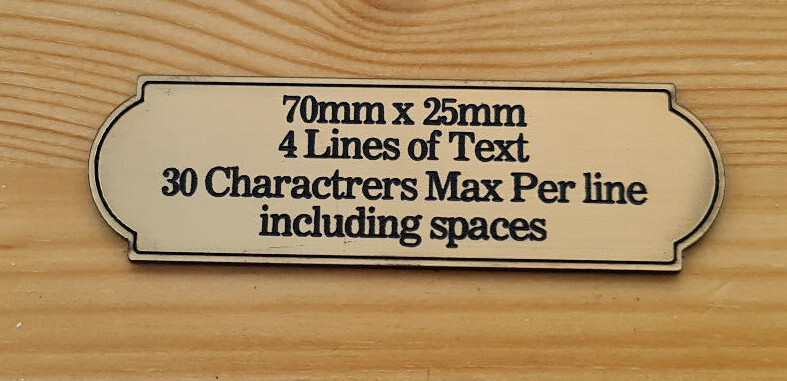 70mm x 25mm
4 Lines of Text
30 Charactrers Max Per line
including spaces